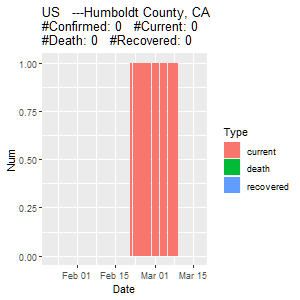 US   ---Humboldt County, CA
#Confirmed: 0   #Current: 0
#Death: 0   #Recovered: 0
1.00
0.75
0.50
0.25
0.00
Num
Feb 01
Feb 15
Mar 01
Mar 15
Date
Type
current
death
recovered